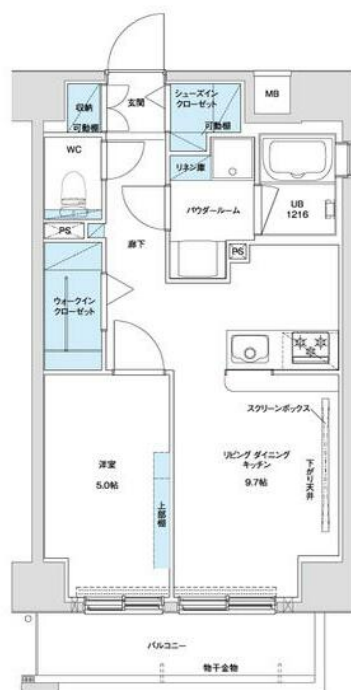 収納
可動棚
玄関
シューズイン
クローゼット
可動棚
MB
WC
リネン庫
パウダールーム
UB
1216
PS
廊下
PS
ウォークイン
クローゼット
スクリーンボックス
洋室
5.0帖
上部棚
リビング ダイニング
キッチン
9.7帖
下がり天井
バルコニー
物干金物